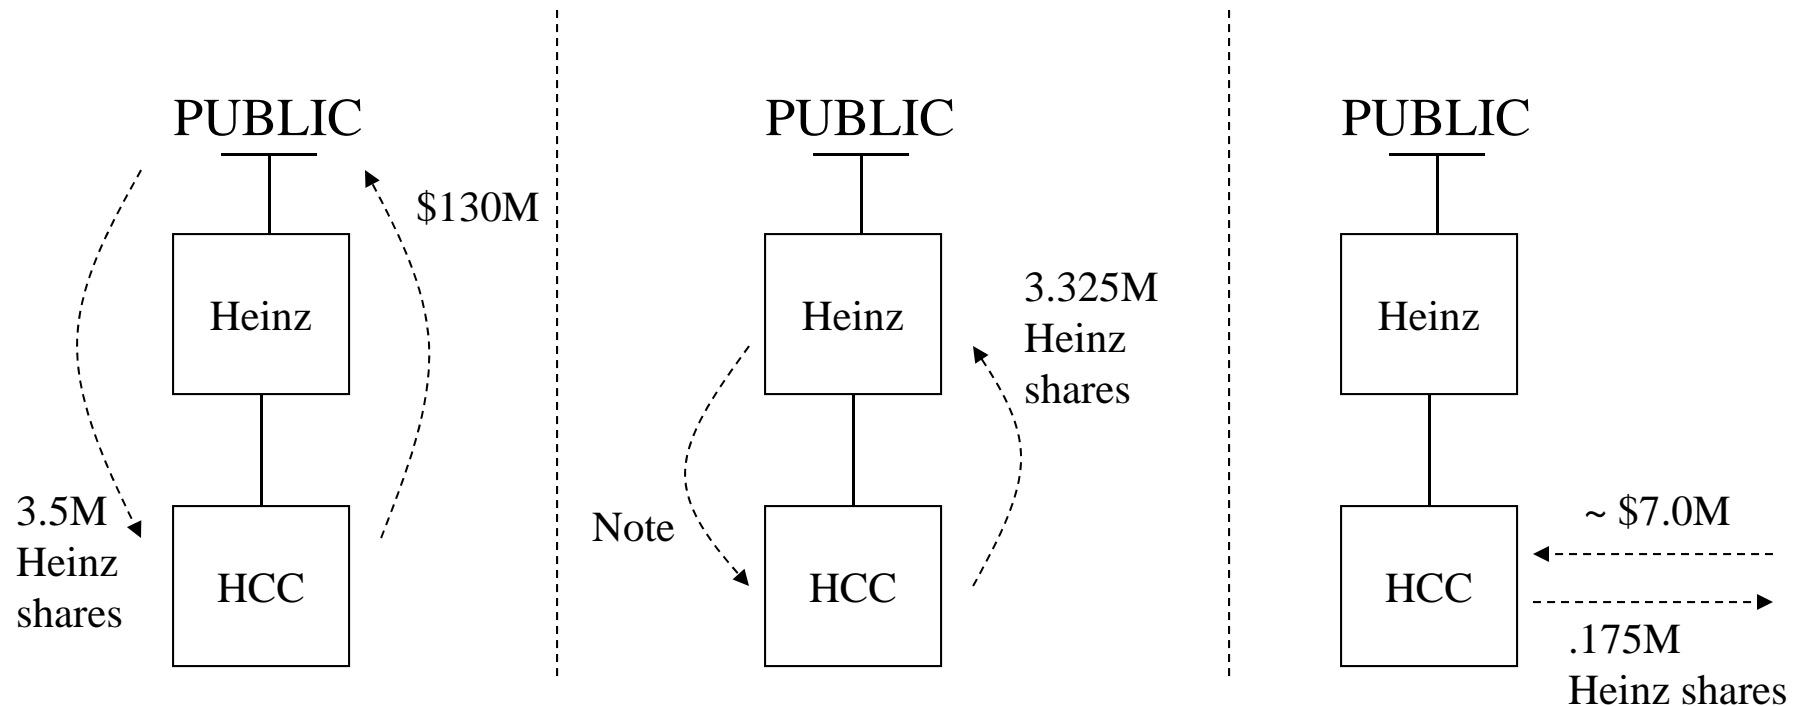 PUBLIC
$130M
Heinz
3.5M
Heinz
shares
HCC
PUBLIC
3.325M
Heinz
shares
Heinz
Note
HCC
PUBLIC
Heinz
~ $7.0M
HCC
.175M
Heinz shares